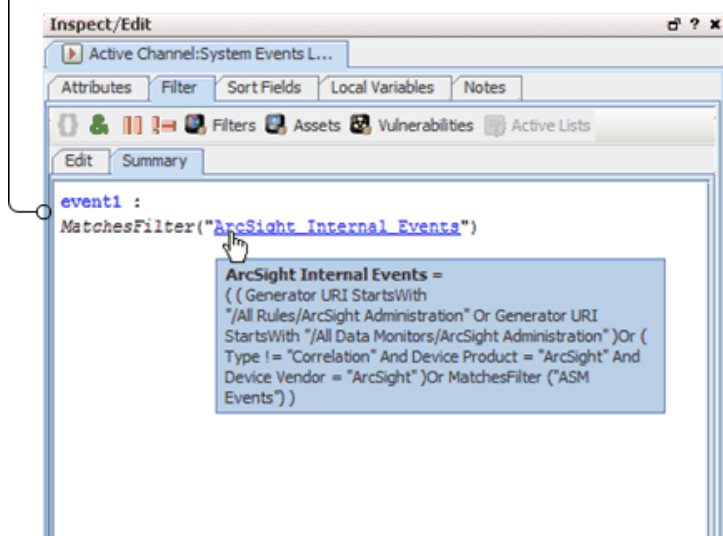 Inspect/Edit
Active Channel:System Events L...
Attributes Filter Sort Fields Local Variables Notes
Filters Assets Vulnerabilities Active Lists
Edit Summary
event1 :
MatchesFilter("ArcSight Internal Events")
ArcSight Internal Events =
( ( Generator URI StartsWith
"/All Rules/ArcSight Administration" Or Generator URI
StartsWith "/All Data Monitors/ArcSight Administration" )Or (
Type != "Correlation" And Device Product = "ArcSight" And
Device Vendor = "ArcSight" )Or MatchesFilter ("ASM
Events") )